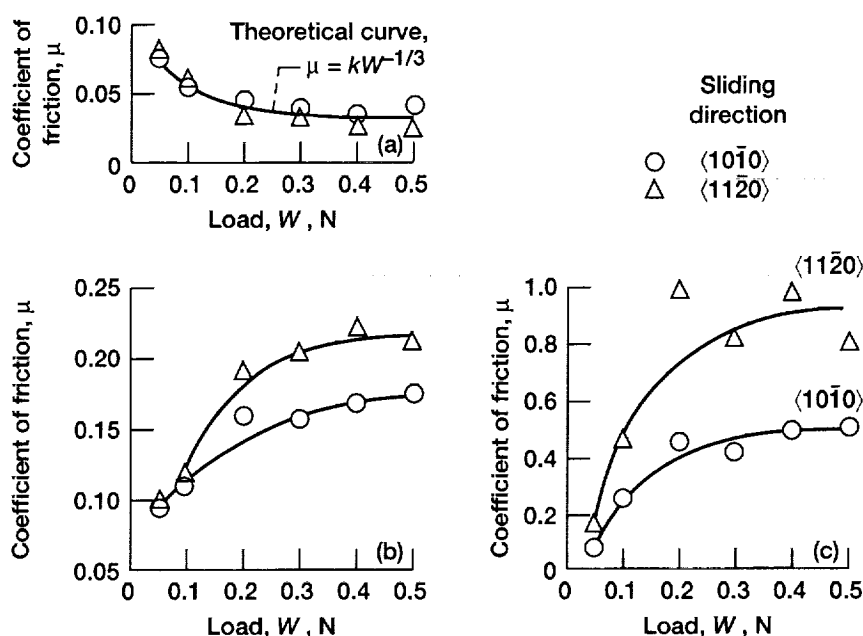 Coefficient of
friction, μ
0.10
0.05
0
Theoretical curve,
μ = kW⁻¹/³
(a)
0 0.1 0.2 0.3 0.4 0.5
Load, W , N
Sliding
direction
⟨101̄0⟩
⟨112̄0⟩
Coefficient of friction, μ
0.25
0.20
0.15
0.10
0.05
(b)
0 0.1 0.2 0.3 0.4 0.5
Load, W , N
Coefficient of friction, μ
1.0
0.8
0.6
0.4
0.2
0
⟨112̄0⟩
⟨101̄0⟩
(c)
0 0.1 0.2 0.3 0.4 0.5
Load, W , N